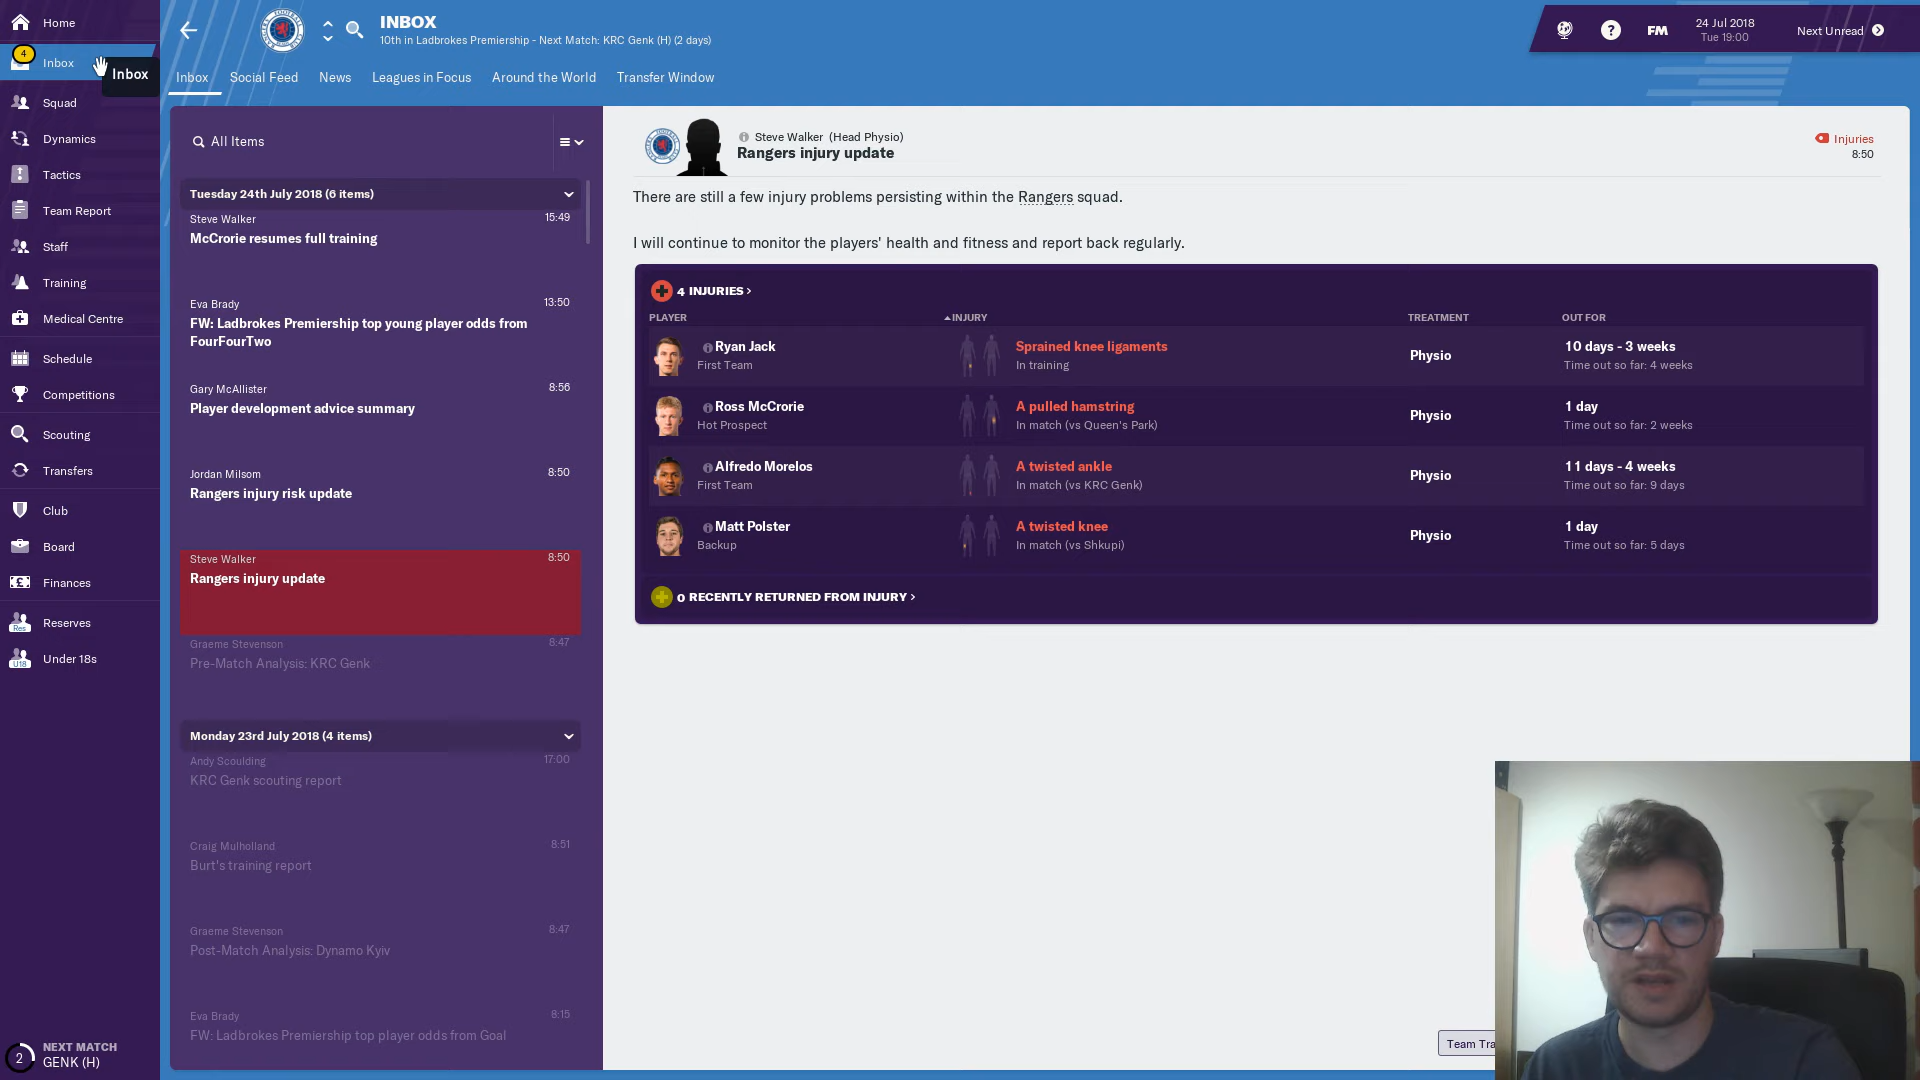 Home
4
Inbox
Inbox
Squad
Dynamics
Tactics
Team Report
Staff
Training
Medical Centre
Schedule
Competitions
Scouting
Transfers
Club
Board
Finances
Res
Reserves
U18
Under 18s
2
NEXT MATCH
GENK (H)
INBOX
10th in Ladbrokes Premiership - Next Match: KRC Genk (H) (2 days)
? FM
24 Jul 2018
Tue 19:00
Next Unread
Inbox Social Feed News Leagues in Focus Around the World Transfer Window
All Items
Tuesday 24th July 2018 (6 items)
Steve Walker 15:49
McCrorie resumes full training
Eva Brady 13:50
FW: Ladbrokes Premiership top young player odds from
FourFourTwo
Gary McAllister 8:56
Player development advice summary
Jordan Milsom 8:50
Rangers injury risk update
Steve Walker 8:50
Rangers injury update
Graeme Stevenson 8:47
Pre-Match Analysis: KRC Genk
Monday 23rd July 2018 (4 items)
Andy Scoulding 17:00
KRC Genk scouting report
Craig Mulholland 8:51
Burt's training report
Graeme Stevenson 8:47
Post-Match Analysis: Dynamo Kyiv
Eva Brady 8:15
FW: Ladbrokes Premiership top player odds from Goal
Steve Walker (Head Physio)
Rangers injury update
Injuries
8:50
There are still a few injury problems persisting within the Rangers squad.
I will continue to monitor the players' health and fitness and report back regularly.
4 INJURIES >
PLAYER INJURY TREATMENT OUT FOR
Ryan Jack Sprained knee ligaments Physio 10 days - 3 weeks
First Team In training Time out so far: 4 weeks
Ross McCrorie A pulled hamstring Physio 1 day
Hot Prospect In match (vs Queen's Park) Time out so far: 2 weeks
Alfredo Morelos A twisted ankle Physio 11 days - 4 weeks
First Team In match (vs KRC Genk) Time out so far: 9 days
Matt Polster A twisted knee Physio 1 day
Backup In match (vs Shkupi) Time out so far: 5 days
0 RECENTLY RETURNED FROM INJURY >
Team Tra